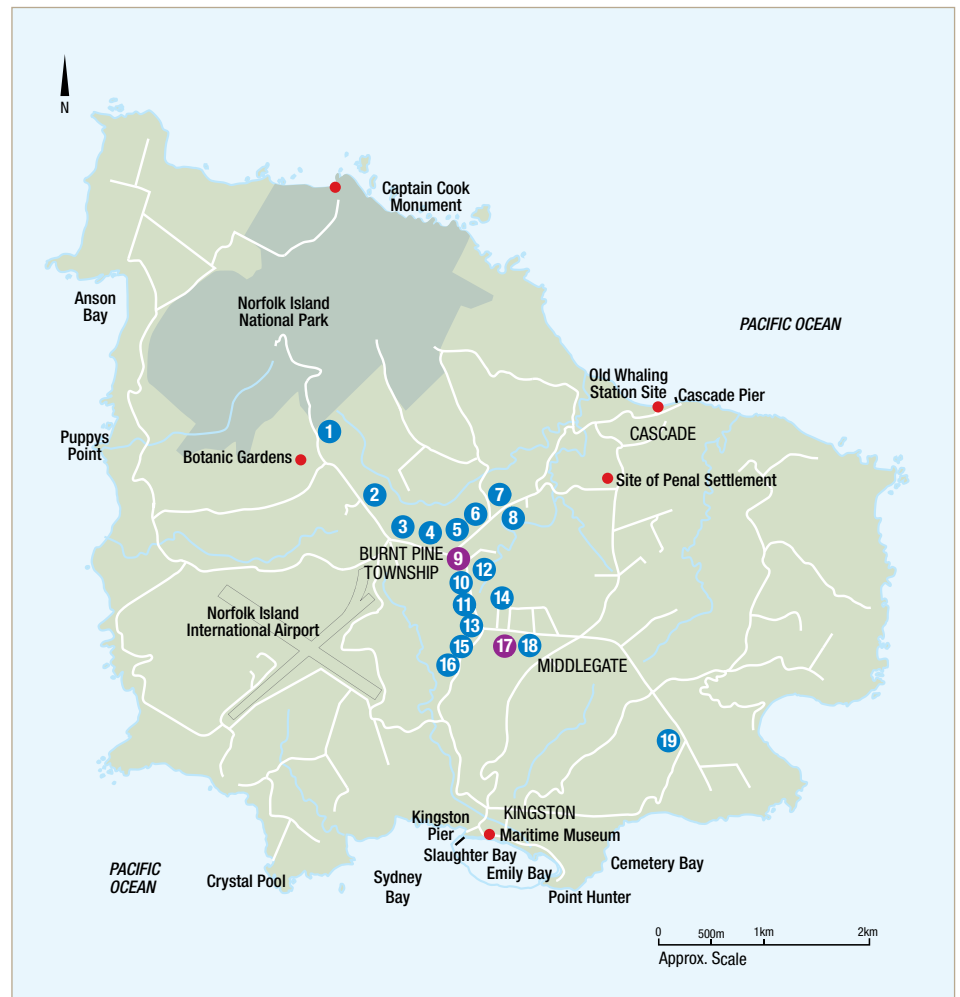 N
Captain Cook
Monument
Anson
Bay
Norfolk Island
National Park
PACIFIC OCEAN
Old Whaling
Station Site
Cascade Pier
CASCADE
1
Puppys
Point
Botanic Gardens
Site of Penal Settlement
2
7
6
8
3
4
5
BURNT PINE
TOWNSHIP
9
12
10
14
11
Norfolk Island
International Airport
13
15
17
18
16
MIDDLEGATE
19
KINGSTON
Kingston
Pier
Maritime Museum
Slaughter Bay
Emily Bay
Cemetery Bay
PACIFIC
OCEAN
Crystal Pool
Sydney
Bay
Point Hunter
0 500m 1km 2km
Approx. Scale